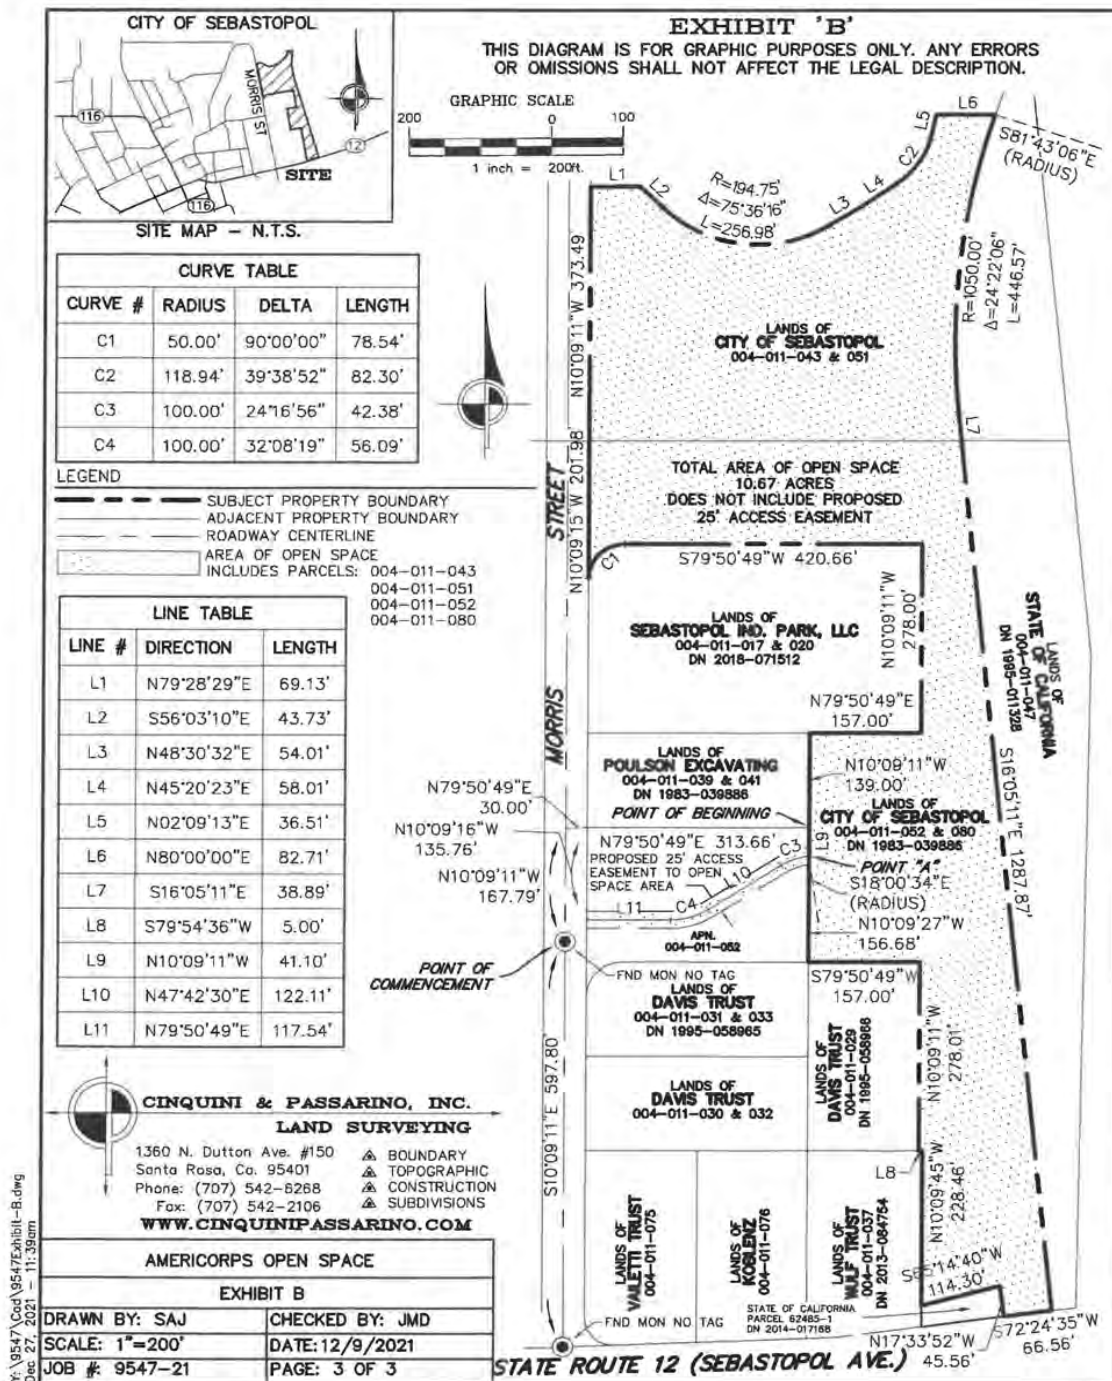 CITY OF SEBASTOPOL
MORRIS ST
116
12
SITE
116
SITE MAP – N.T.S.
EXHIBIT 'B'
THIS DIAGRAM IS FOR GRAPHIC PURPOSES ONLY. ANY ERRORS
OR OMISSIONS SHALL NOT AFFECT THE LEGAL DESCRIPTION.
GRAPHIC SCALE
200 0 100
1 inch = 200ft.
CURVE TABLE
CURVE # RADIUS DELTA LENGTH
C1 50.00' 90°00'00" 78.54'
C2 118.94' 39°38'52" 82.30'
C3 100.00' 24°16'56" 42.38'
C4 100.00' 32°08'19" 56.09'
LEGEND
SUBJECT PROPERTY BOUNDARY
ADJACENT PROPERTY BOUNDARY
ROADWAY CENTERLINE
AREA OF OPEN SPACE
INCLUDES PARCELS: 004-011-043
004-011-051
004-011-052
004-011-080
LINE TABLE
LINE # DIRECTION LENGTH
L1 N79°28'29"E 69.13'
L2 S56°03'10"E 43.73'
L3 N48°30'32"E 54.01'
L4 N45°20'23"E 58.01'
L5 N02°09'13"E 36.51'
L6 N80°00'00"E 82.71'
L7 S16°05'11"E 38.89'
L8 S79°54'36"W 5.00'
L9 N10°09'11"W 41.10'
L10 N47°42'30"E 122.11'
L11 N79°50'49"E 117.54'
L1
L2
R=194.75'
Δ=75°36'16"
L=256.98'
L3
L4
C2
L5
L6
S81°43'06"E
(RADIUS)
R=1050.00'
Δ=24°22'06"
L=446.57'
N10°09'11"W 373.49'
LANDS OF
CITY OF SEBASTOPOL
004-011-043 & 051
L7
N10°09'15"W 201.98'
TOTAL AREA OF OPEN SPACE
10.67 ACRES
DOES NOT INCLUDE PROPOSED
25' ACCESS EASEMENT
C1
S79°50'49"W 420.66'
MORRIS STREET
LANDS OF
SEBASTOPOL IND. PARK, LLC
004-011-017 & 020
DN 2018-071512
N10°09'11"W
278.00'
N79°50'49"E
157.00'
LANDS OF
STATE OF CALIFORNIA
004-011-047
DN 1995-011328
S16°05'11"E 1287.87'
LANDS OF
POULSON EXCAVATING
004-011-039 & 041
DN 1983-039886
POINT OF BEGINNING
N10°09'11"W
139.00'
LANDS OF
CITY OF SEBASTOPOL
004-011-052 & 080
DN 1983-039886
N79°50'49"E
30.00'
N10°09'16"W
135.76'
N10°09'11"W
167.79'
N79°50'49"E 313.66'
PROPOSED 25' ACCESS
EASEMENT TO OPEN
SPACE AREA
L9
C3
L10
C4
L11
POINT "A"
S18°00'34"E
(RADIUS)
N10°09'27"W
156.68'
APN.
004-011-052
POINT OF
COMMENCEMENT
FND MON NO TAG
S79°50'49"W
157.00'
LANDS OF
DAVIS TRUST
004-011-031 & 033
DN 1995-058965
LANDS OF
DAVIS TRUST
004-011-029
DN 1995-058966
N10°09'11"W
278.01'
LANDS OF
DAVIS TRUST
004-011-030 & 032
S10°09'11"E 597.80'
L8
N10°09'45"W
228.46'
LANDS OF
VAILETTI TRUST
004-011-075
LANDS OF
KOBLENZ
004-011-076
LANDS OF
WULF TRUST
004-011-037
DN 2013-084754
S65°14'40"W
114.30'
STATE OF CALIFORNIA
PARCEL 62485-1
DN 2014-017168
FND MON NO TAG
N17°33'52"W
45.56'
S72°24'35"W
66.56'
STATE ROUTE 12 (SEBASTOPOL AVE.)
CINQUINI & PASSARINO, INC.
LAND SURVEYING
1360 N. Dutton Ave. #150
Santa Rosa, Ca. 95401
Phone: (707) 542-6268
Fax: (707) 542-2106
BOUNDARY
TOPOGRAPHIC
CONSTRUCTION
SUBDIVISIONS
WWW.CINQUINIPASSARINO.COM
AMERICORPS OPEN SPACE
EXHIBIT B
DRAWN BY: SAJ CHECKED BY: JMD
SCALE: 1"=200' DATE: 12/9/2021
JOB #: 9547-21 PAGE: 3 OF 3
Y:\9547\Cad\9547Exhibit-B.dwg
Dec 27, 2021 - 11:39am